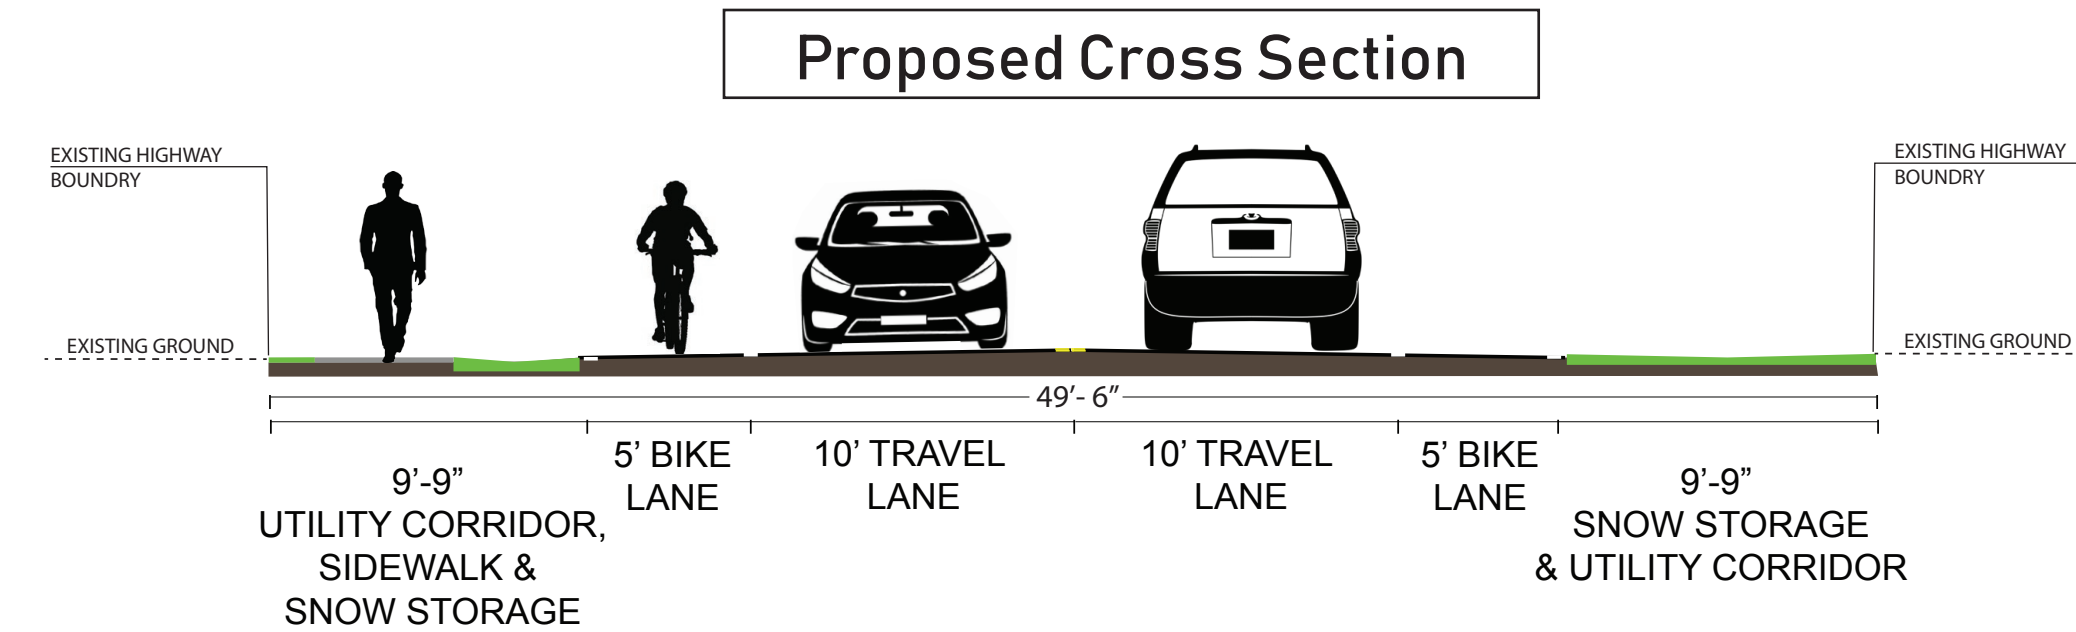 Proposed Cross Section
EXISTING HIGHWAY
BOUNDRY
EXISTING HIGHWAY
BOUNDRY
EXISTING GROUND
EXISTING GROUND
49’- 6”
9’-9”
UTILITY CORRIDOR,
SIDEWALK &
SNOW STORAGE
5’ BIKE
LANE
10’ TRAVEL
LANE
10’ TRAVEL
LANE
5’ BIKE
LANE
9’-9”
SNOW STORAGE
& UTILITY CORRIDOR